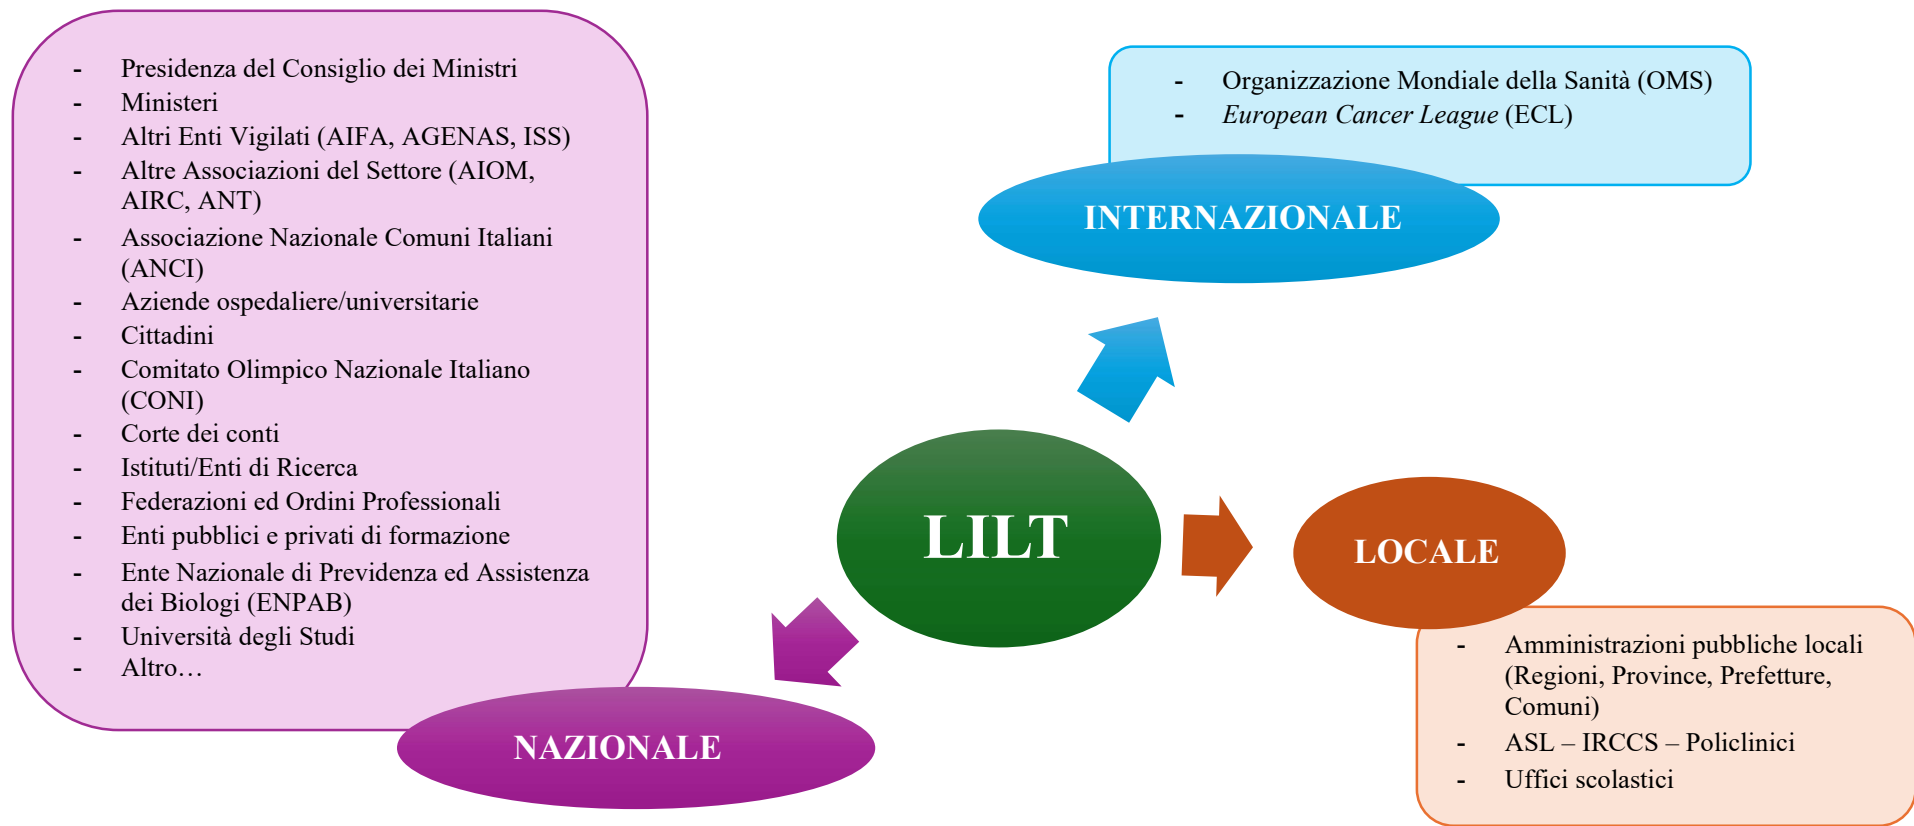 - Presidenza del Consiglio dei Ministri
- Ministeri
- Altri Enti Vigilati (AIFA, AGENAS, ISS)
- Altre Associazioni del Settore (AIOM,
AIRC, ANT)
- Associazione Nazionale Comuni Italiani
(ANCI)
- Aziende ospedaliere/universitarie
- Cittadini
- Comitato Olimpico Nazionale Italiano
(CONI)
- Corte dei conti
- Istituti/Enti di Ricerca
- Federazioni ed Ordini Professionali
- Enti pubblici e privati di formazione
- Ente Nazionale di Previdenza ed Assistenza
dei Biologi (ENPAB)
- Università degli Studi
- Altro…
NAZIONALE
- Organizzazione Mondiale della Sanità (OMS)
- European Cancer League (ECL)
INTERNAZIONALE
LILT
LOCALE
- Amministrazioni pubbliche locali
(Regioni, Province, Prefetture,
Comuni)
- ASL – IRCCS – Policlinici
- Uffici scolastici